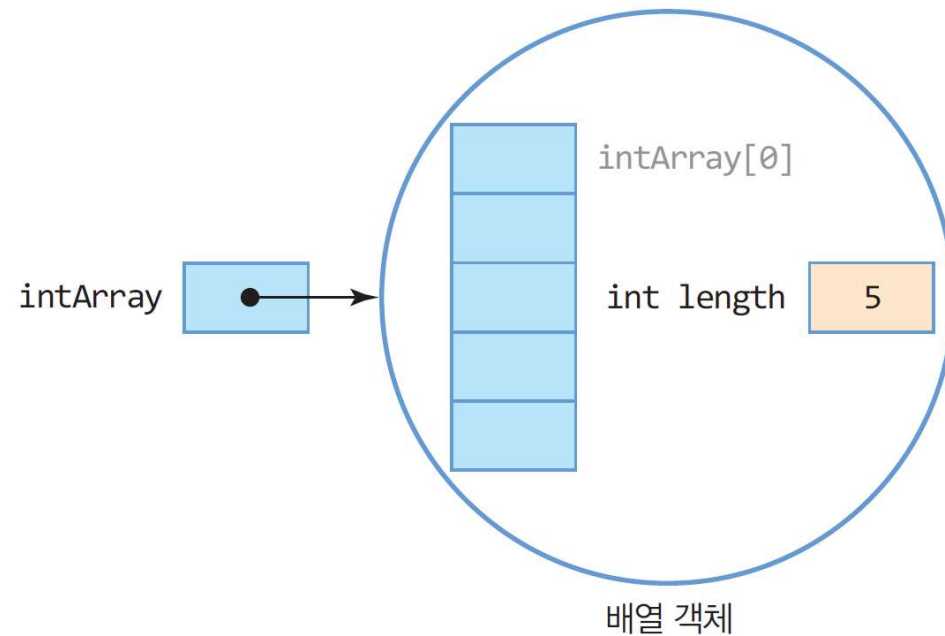 intArray[0]
intArray
int length
5
배열 객체